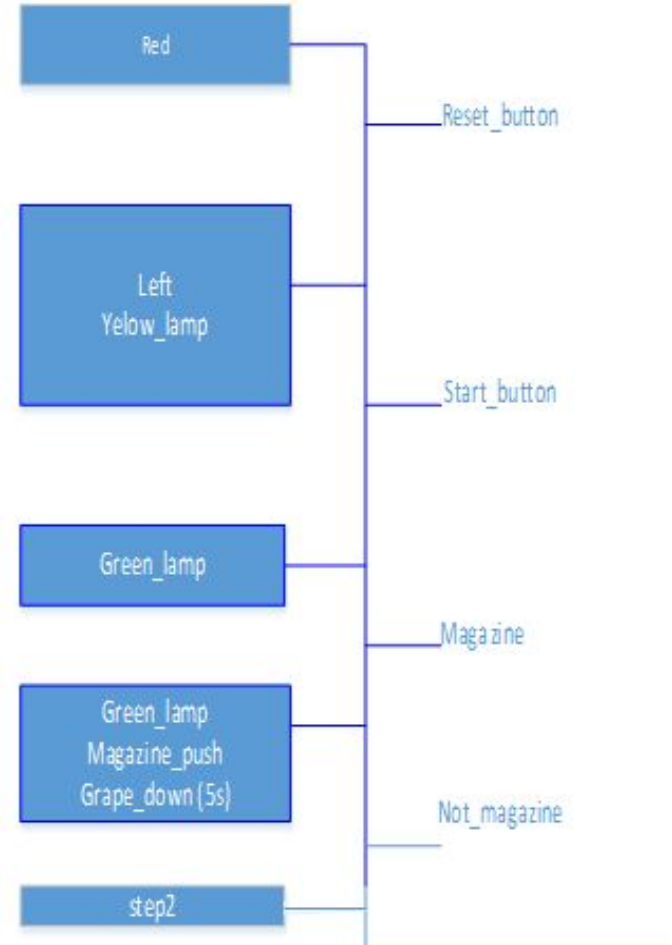 Red
Reset_button
Left
Yelow_lamp
Start_button
Green_lamp
Magazine
Green_lamp
Magazine_push
Grape_down (5s)
Not_magazine
step2